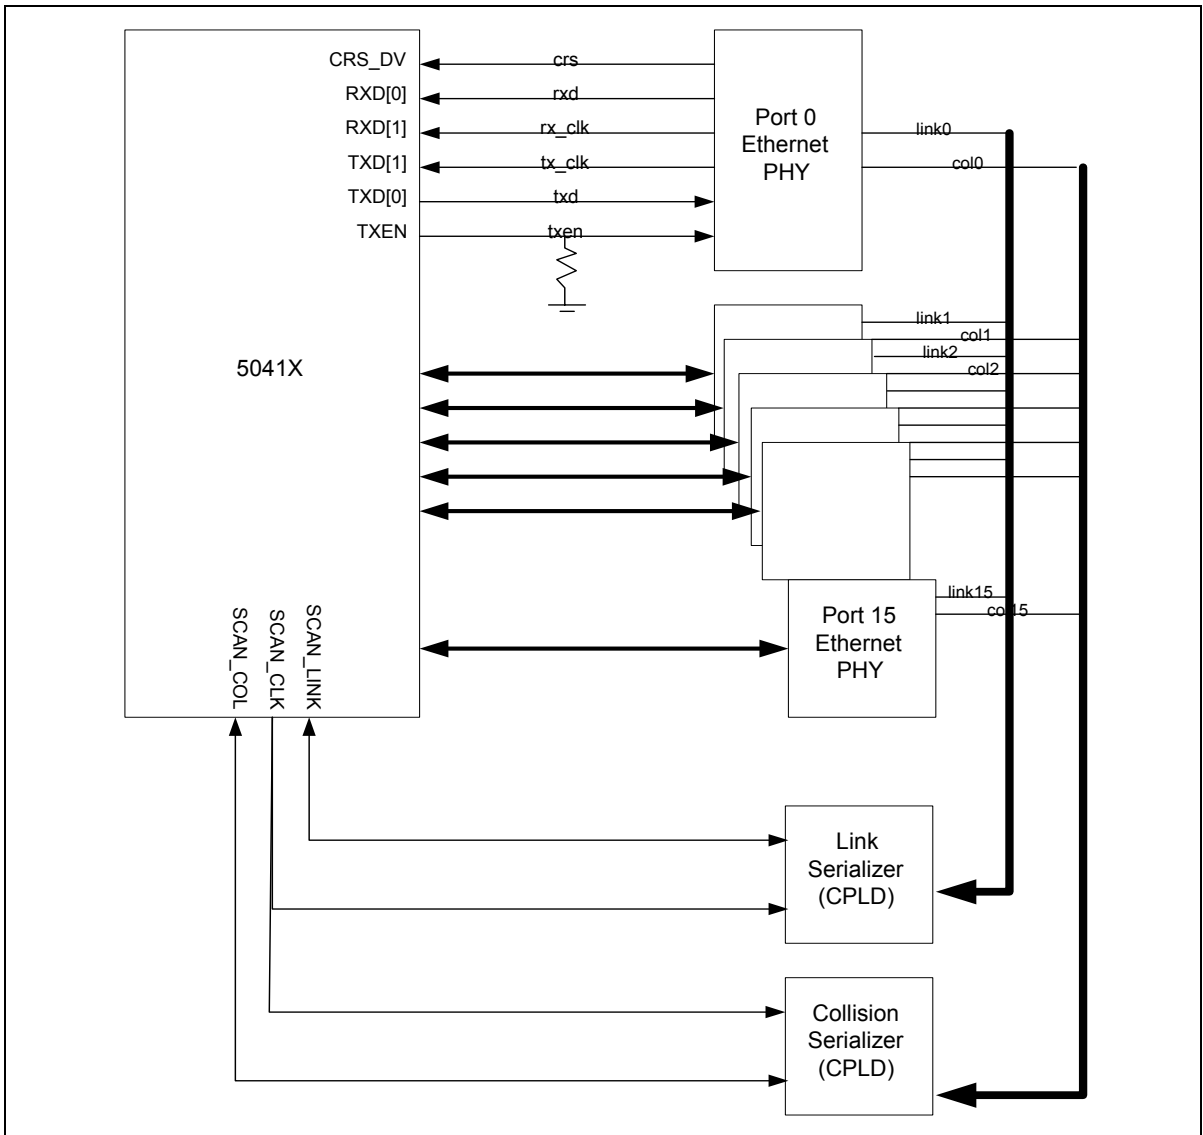 CRS_DV
crs
RXD[0]
rxd
RXD[1]
rx_clk
TXD[1]
tx_clk
TXD[0]
txd
TXEN
txen
Port 0
Ethernet
PHY
link0
col0
5041X
link1
col1
link2
col2
link15
col15
Port 15
Ethernet
PHY
SCAN_COL
SCAN_CLK
SCAN_LINK
Link
Serializer
(CPLD)
Collision
Serializer
(CPLD)